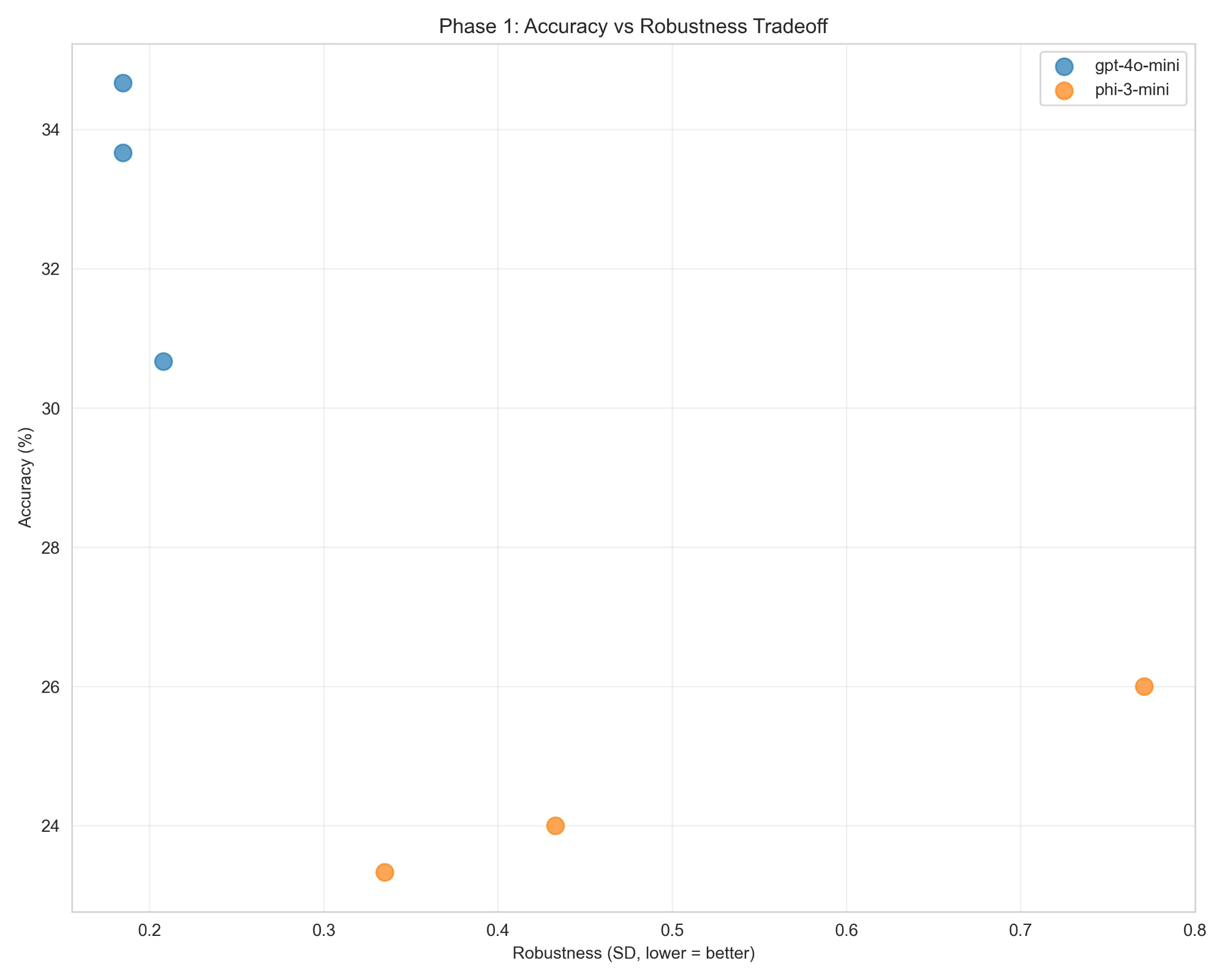 Phase 1: Accuracy vs Robustness Tradeoff
gpt-4o-mini
phi-3-mini
34
32
30
28
26
24
Accuracy (%)
0.2 0.3 0.4 0.5 0.6 0.7 0.8
Robustness (SD, lower = better)